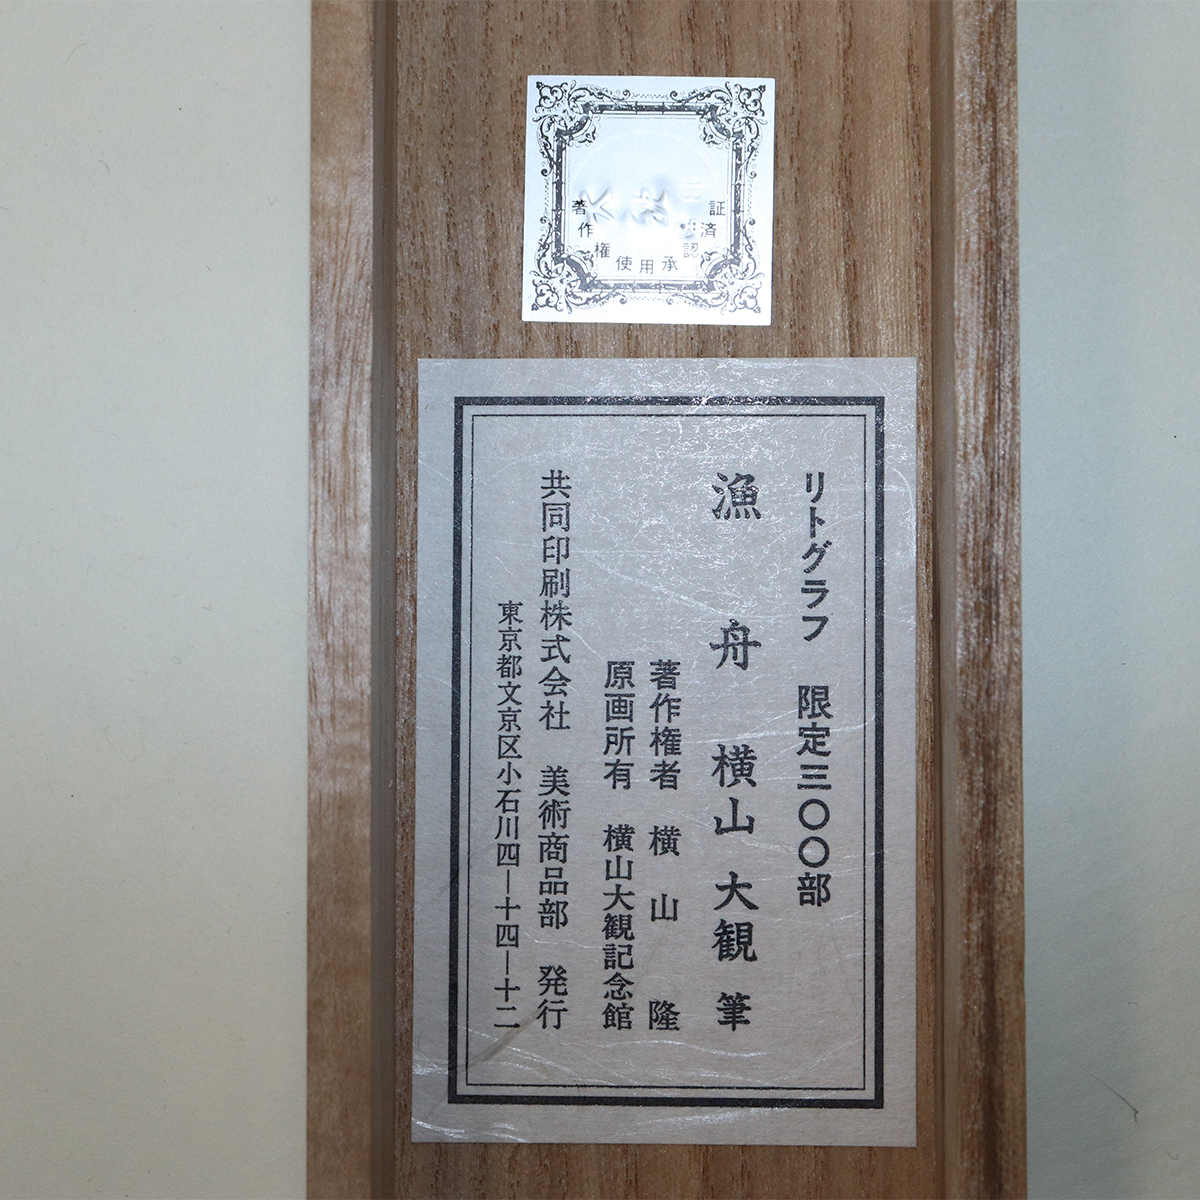 著作権使用承認済証
リトグラフ 限定三〇〇部
漁舟 横山大観筆
著作権者 横山隆
原画所有 横山大観記念館
共同印刷株式会社 美術商品部 発行
東京都文京区小石川四ー十四ー十二